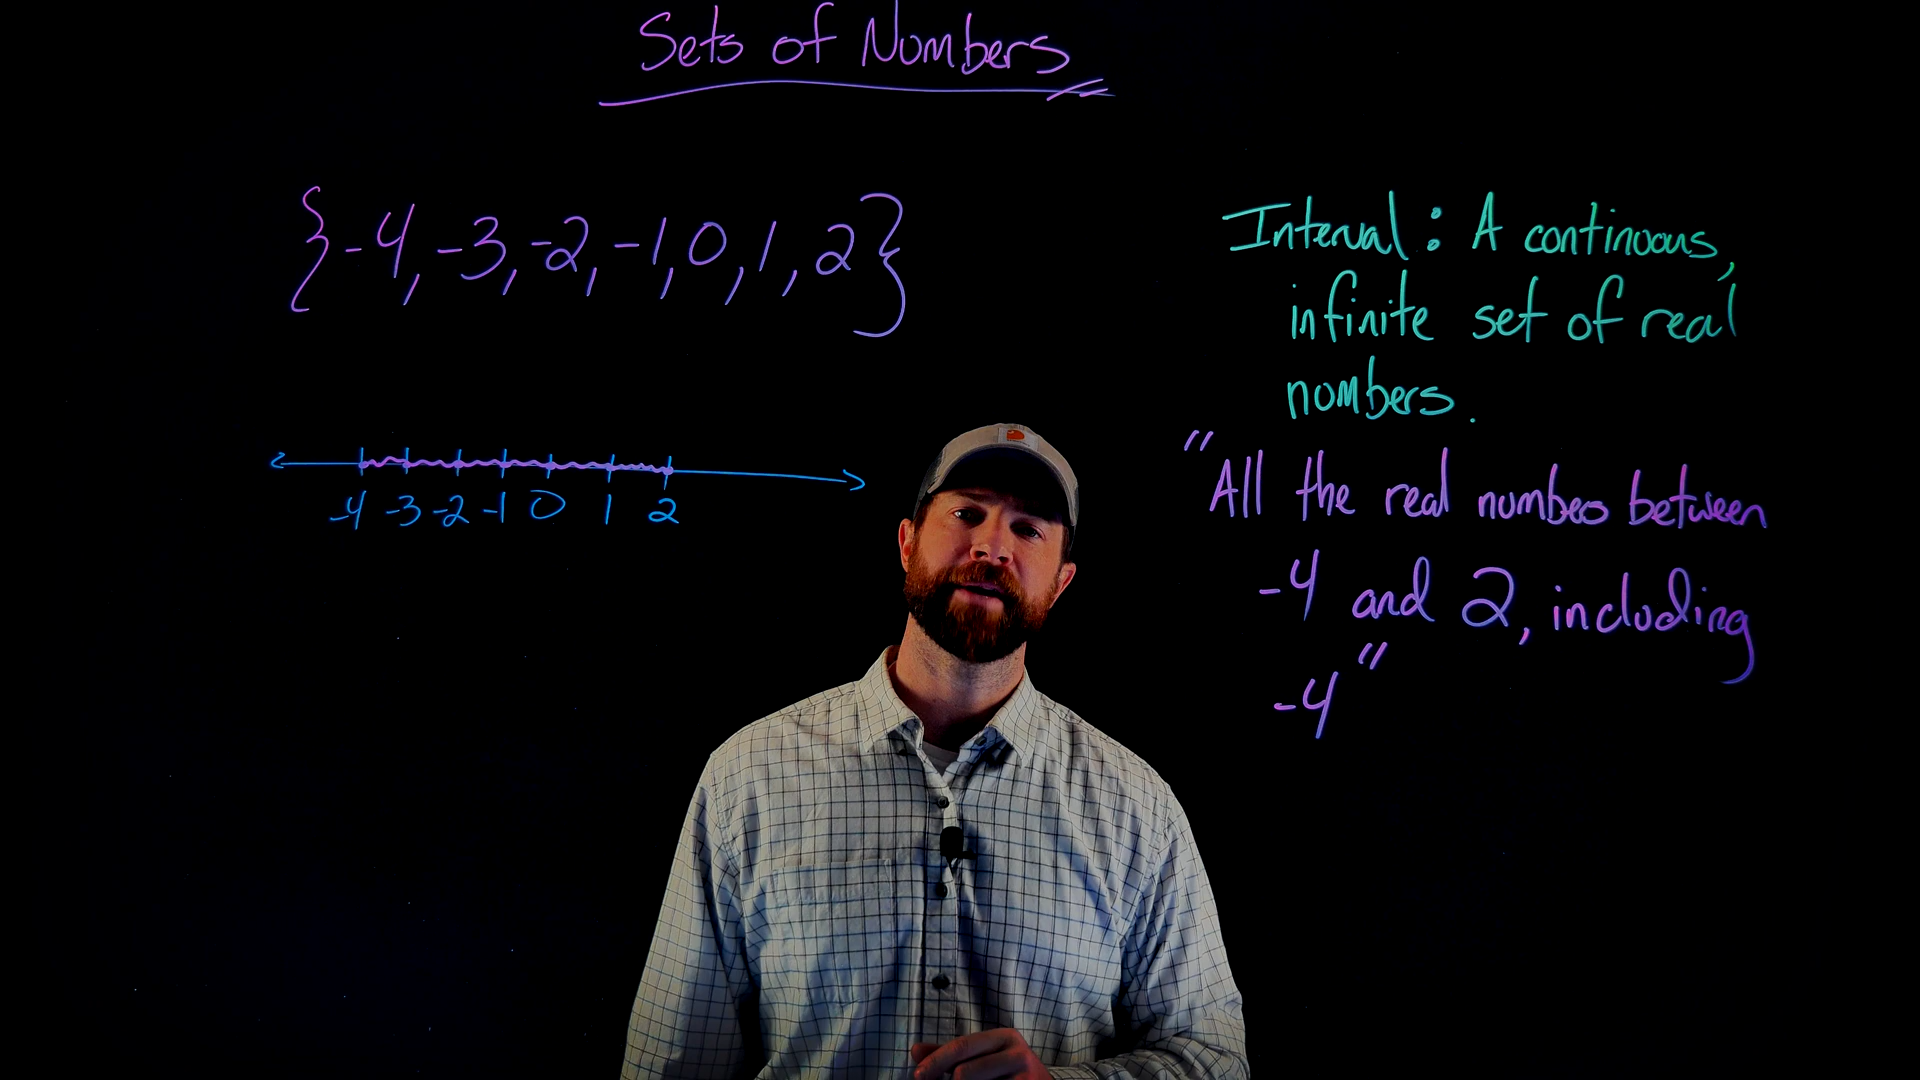 Sets of Numbers
{-4, -3, -2, -1, 0, 1, 2}
-4 -3 -2 -1 0 1 2
Interval: A continuous,
infinite set of real
numbers.
"All the real numbers between
-4 and 2, including
-4"